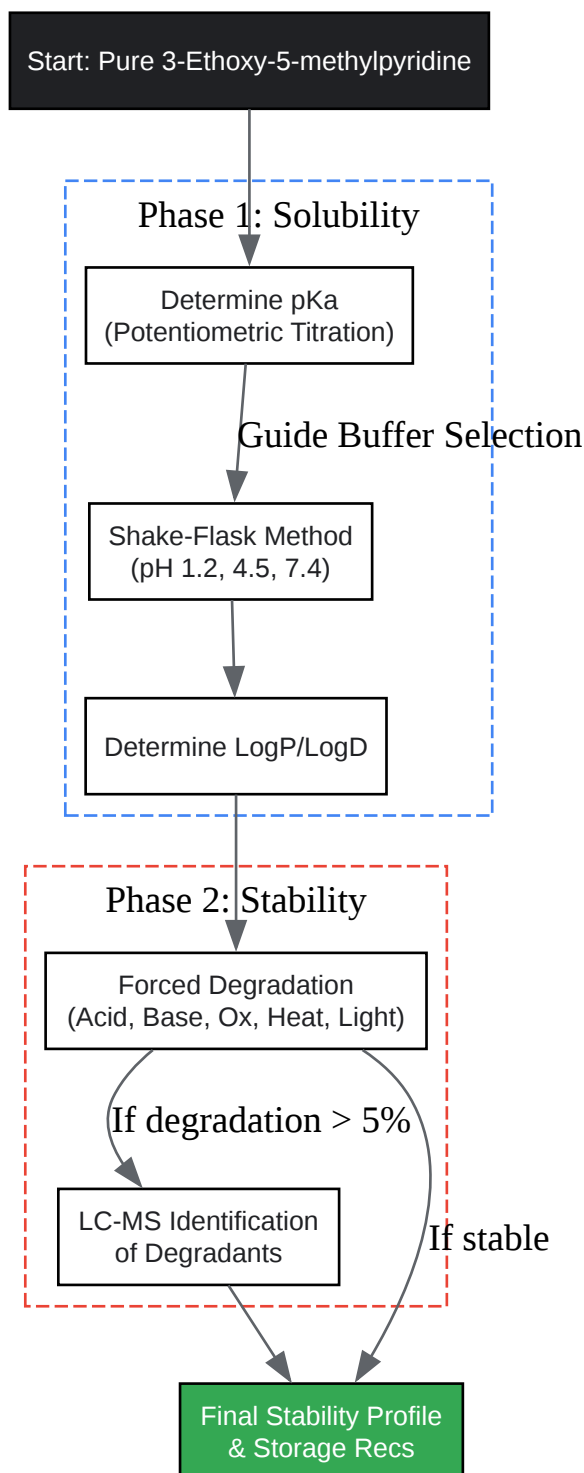 Start: Pure 3-Ethoxy-5-methylpyridine
Phase 1: Solubility
Determine pKa
(Potentiometric Titration)
Guide Buffer Selection
Shake-Flask Method
(pH 1.2, 4.5, 7.4)
Determine LogP/LogD
Phase 2: Stability
Forced Degradation
(Acid, Base, Ox, Heat, Light)
If degradation > 5%
LC-MS Identification
of Degradants
If stable
Final Stability Profile
& Storage Recs